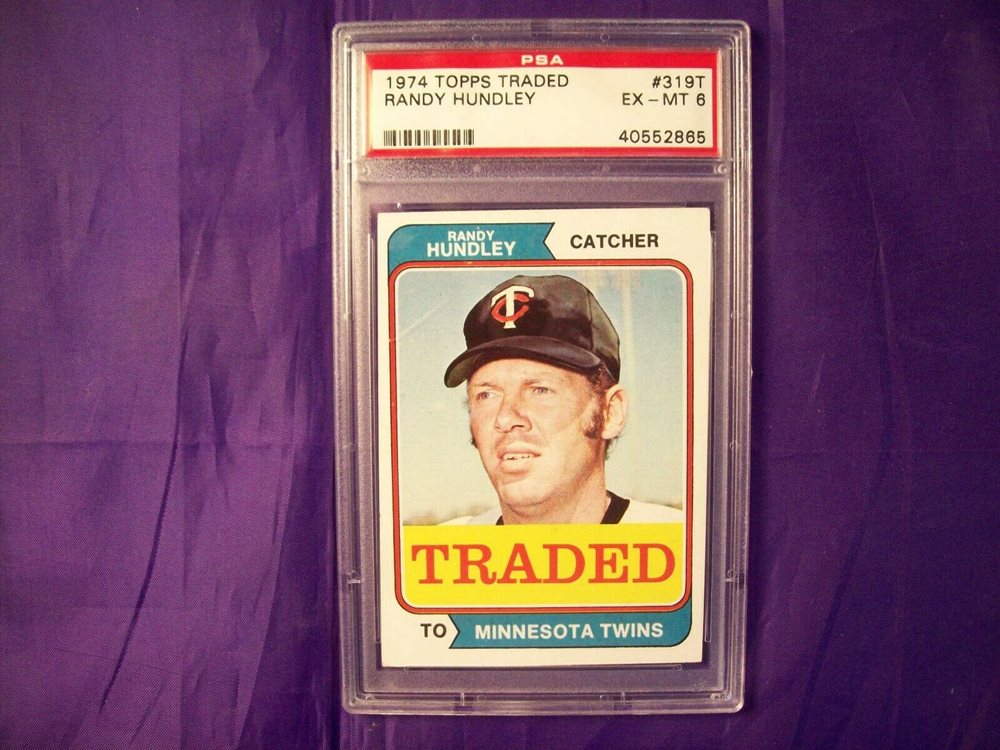 PSA
1974 TOPPS TRADED #319T
RANDY HUNDLEY EX - MT 6
40552865
RANDY
HUNDLEY
CATCHER
TC
TRADED
TO MINNESOTA TWINS